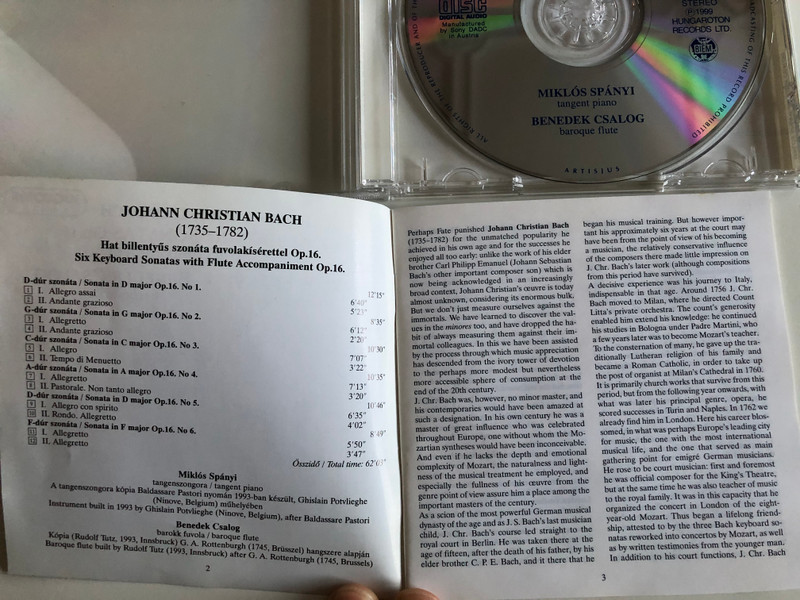 DISC
DIGITAL AUDIO
Manufactured
by Sony DADC
in Austria
STEREO
℗1999
HUNGAROTON
RECORDS LTD.
BIEM
ALL RIGHTS OF THE
PROHIBITED
MIKLÓS SPÁNYI
tangent piano
BENEDEK CSALOG
baroque flute
ARTISJUS
JOHANN CHRISTIAN BACH
(1735–1782)
Hat billentyűs szonáta fuvolakísérettel Op.16.
Six Keyboard Sonatas with Flute Accompaniment Op.16.
D-dúr szonáta / Sonata in D major Op.16. No 1.
12'15"
1 I. Allegro assai
6'40"
2 II. Andante grazioso
5'23"
G-dúr szonáta / Sonata in G major Op.16. No 2.
8'35"
3 I. Allegretto
6'12"
4 II. Andante grazioso
2'20"
C-dúr szonáta / Sonata in C major Op.16. No 3.
10'30"
5 I. Allegro
7'07"
6 II. Tempo di Menuetto
3'22"
A-dúr szonáta / Sonata in A major Op.16. No 4.
10'35"
7 I. Allegretto
7'13"
8 II. Pastorale. Non tanto allegro
3'20"
D-dúr szonáta / Sonata in D major Op.16. No 5.
10'46"
9 I. Allegro con spirito
6'35"
10 II. Rondo. Allegretto
4'02"
F-dúr szonáta / Sonata in F major Op.16. No 6.
8'49"
11 I. Allegretto
5'50"
12 II. Allegretto
3'47"
Összidő / Total time: 62'03"
Miklós Spányi
tangenszongora / tangent piano
A tangenszongora kópia Baldassare Pastori nyomán 1993-ban készült, Ghislain Potvlieghe
(Ninove, Belgium) műhelyében
Instrument built in 1993 by Ghislain Potvlieghe (Ninove, Belgium), after Baldassare Pastori
Benedek Csalog
barokk fuvola / baroque flute
Kópia (Rudolf Tutz, 1993, Innsbruck) G. A. Rottenburgh (1745, Brüsszel) hangszere alapján
Baroque flute built by Rudolf Tutz (1993, Innsbruck) after G. A. Rottenburgh (1745, Brussels)
2
Perhaps Fate punished Johann Christian Bach
(1735–1782) for the unmatched popularity he
achieved in his own age and for the successes he
enjoyed all too early: unlike the work of his elder
brother Carl Philipp Emanuel (Johann Sebastian
Bach's other important composer son) which is
now being acknowledged in an increasingly
broad context, Johann Christian's œuvre is today
almost unknown, considering its enormous bulk.
But we don't just measure ourselves against the
immortals. We have learned to discover the val-
ues in the minores too, and have dropped the ha-
bit of always measuring them against their im-
mortal colleagues. In this we have been assisted
by the process through which music appreciation
has descended from the ivory tower of devotion
to the perhaps more modest but nevertheless
more accessible sphere of consumption at the
end of the 20th century.
J. Chr. Bach was, however, no minor master, and
his contemporaries would have been amazed at
such a designation. In his own century he was a
master of great influence who was celebrated
throughout Europe, one without whom the Mo-
zartian syntheses would have been inconceivable.
And even if he lacks the depth and emotional
complexity of Mozart, the naturalness and light-
ness of the musical treatment he employed, and
especially the fullness of his œuvre from the
genre point of view assure him a place among the
important masters of the century.
As a scion of the most powerful German musical
dynasty of the age and as J. S. Bach's last musician
child, J. Chr. Bach's course led straight to the
royal court in Berlin. He was taken there at the
age of fifteen, after the death of his father, by his
elder brother C. P. E. Bach, and it there that he
began his musical training. But however impor-
tant his approximately six years at the court may
have been from the point of view of his becoming
a musician, the relatively conservative influence
of the composers there made little impression on
J. Chr. Bach's later work (although compositions
from this period have survived).
A decisive experience was his journey to Italy,
indispensable in that age. Around 1756 J. Chr.
Bach moved to Milan, where he directed Count
Litta's private orchestra. The count's generosity
enabled him extend his knowledge: he continued
his studies in Bologna under Padre Martini, who
a few years later was to become Mozart's teacher.
To the consternation of many, he gave up the tra-
ditionally Lutheran religion of his family and
became a Roman Catholic, in order to take up
the post of organist at Milan's Cathedral in 1760.
It is primarily church works that survive from this
period, but from the following year onwards, with
what was later his principal genre, opera, he
scored successes in Turin and Naples. In 1762 we
already find him in London. Here his career blos-
somed, in what was perhaps Europe's leading city
for music, the one with the most international
musical life, and the one that served as main
gathering point for emigré German musicians.
He rose to be court musician: first and foremost
he was official composer for the King's Theatre,
but at the same time he was also teacher of music
to the royal family. It was in this capacity that he
organized the concert in London of the eight-
year-old Mozart. Thus began a lifelong friend-
ship, attested to by the three Bach keyboard so-
natas reworked into concertos by Mozart, as well
as by written testimonies from the younger man.
In addition to his court functions, J. Chr. Bach
3